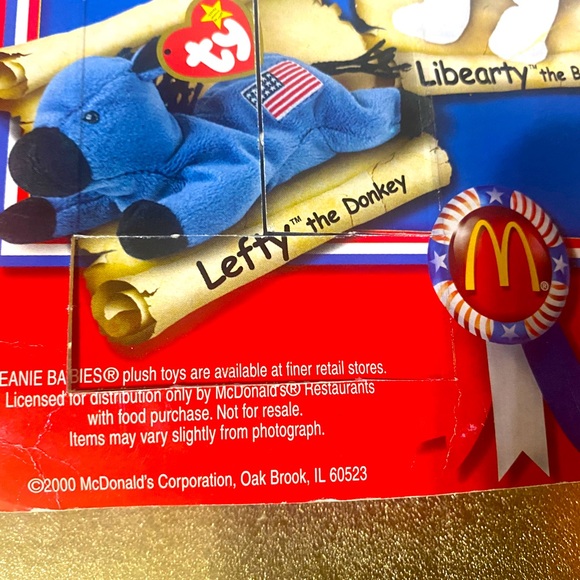 ty
Libearty™ the B
Lefty™ the Donkey
M
EANIE BABIES® plush toys are available at finer retail stores.
Licensed for distribution only by McDonald's® Restaurants
with food purchase. Not for resale.
Items may vary slightly from photograph.
©2000 McDonald's Corporation, Oak Brook, IL 60523